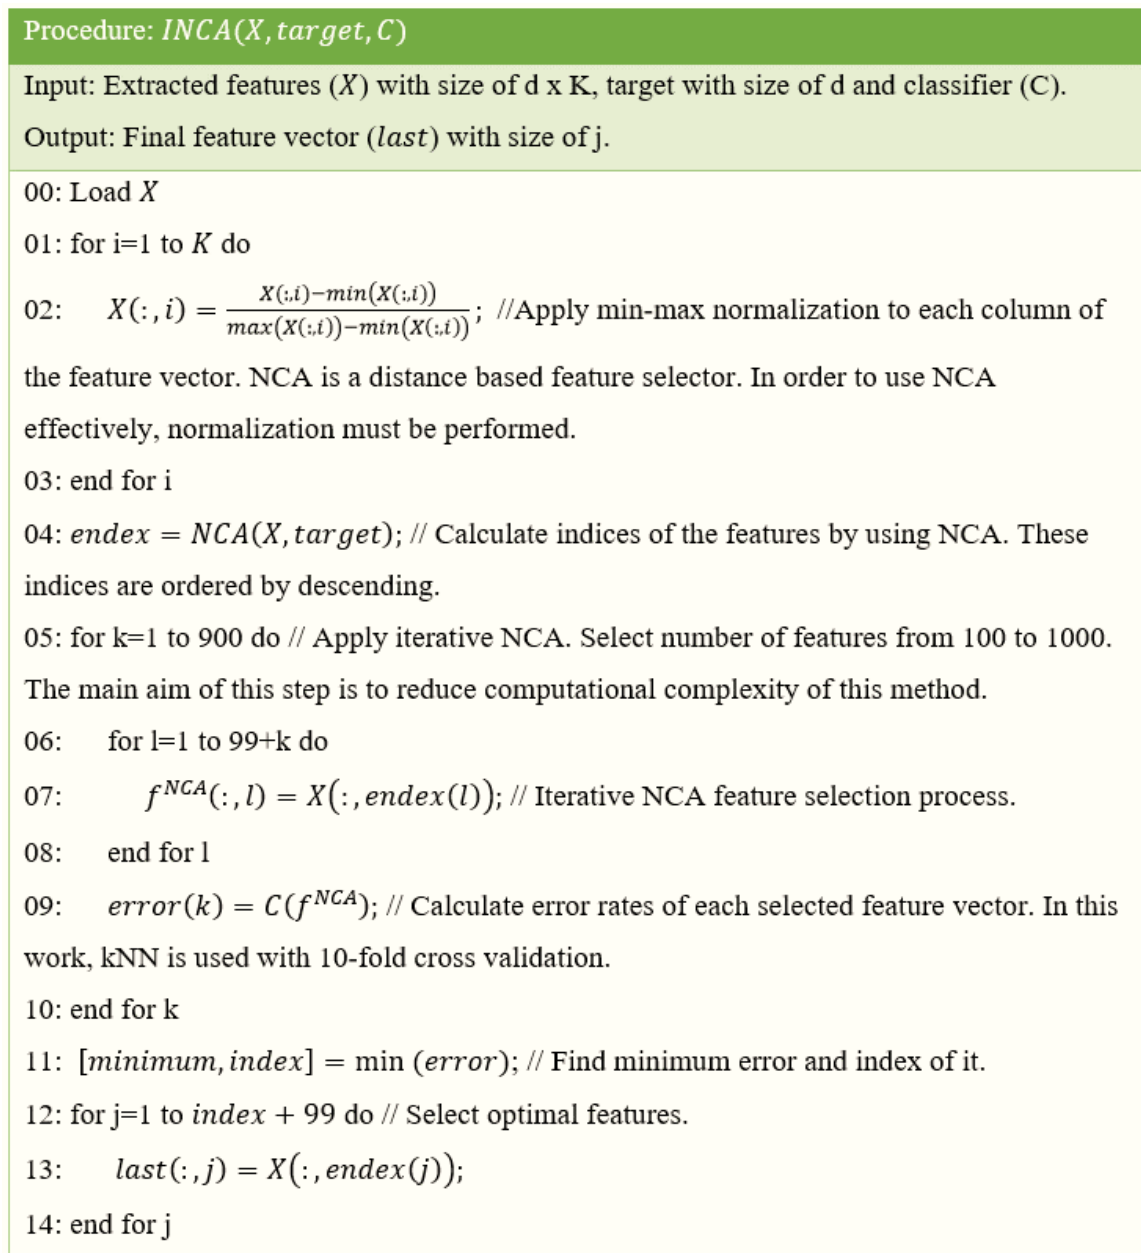 Procedure: INCA(X, target, C)
Input: Extracted features (X) with size of d x K, target with size of d and classifier (C).
Output: Final feature vector (last) with size of j.
00: Load X
01: for i=1 to K do
02: X(:, i) = X(:,i)−min(X(:,i)) / max(X(:,i))−min(X(:,i)) ; //Apply min-max normalization to each column of
the feature vector. NCA is a distance based feature selector. In order to use NCA
effectively, normalization must be performed.
03: end for i
04: endex = NCA(X, target); // Calculate indices of the features by using NCA. These
indices are ordered by descending.
05: for k=1 to 900 do // Apply iterative NCA. Select number of features from 100 to 1000.
The main aim of this step is to reduce computational complexity of this method.
06: for l=1 to 99+k do
07: f^NCA(:, l) = X(:, endex(l)); // Iterative NCA feature selection process.
08: end for l
09: error(k) = C(f^NCA); // Calculate error rates of each selected feature vector. In this
work, kNN is used with 10-fold cross validation.
10: end for k
11: [minimum, index] = min (error); // Find minimum error and index of it.
12: for j=1 to index + 99 do // Select optimal features.
13: last(:, j) = X(:, endex(j));
14: end for j